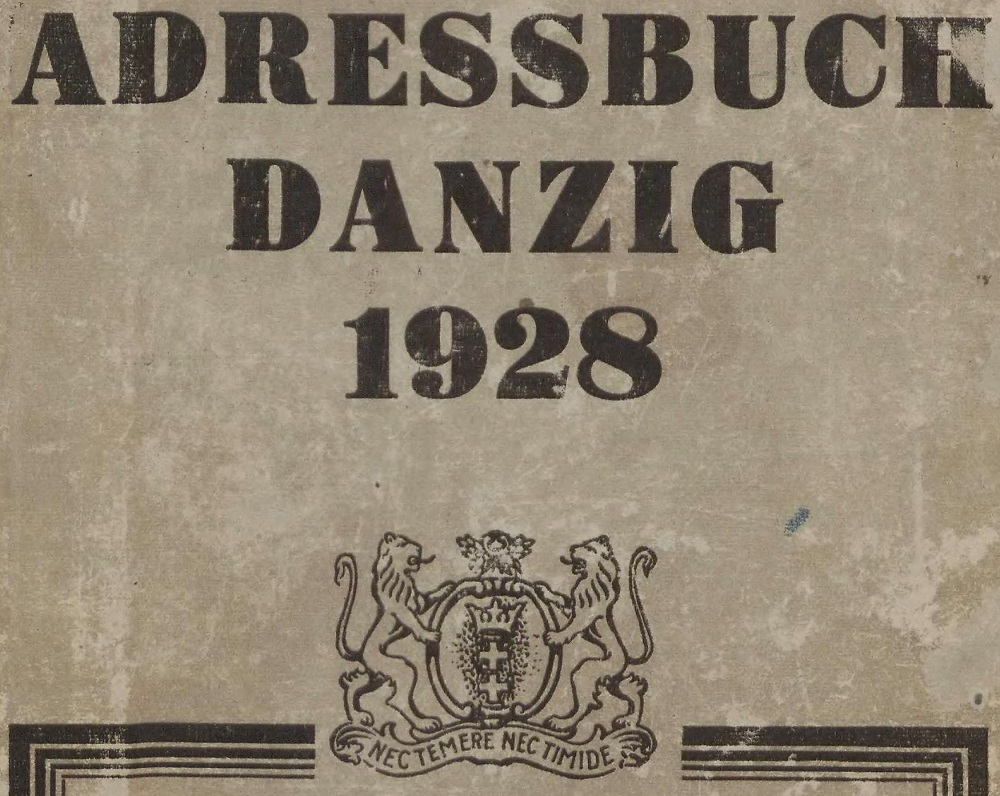 ADRESSBUCH
DANZIG
1928
NEC TEMERE NEC TIMIDE